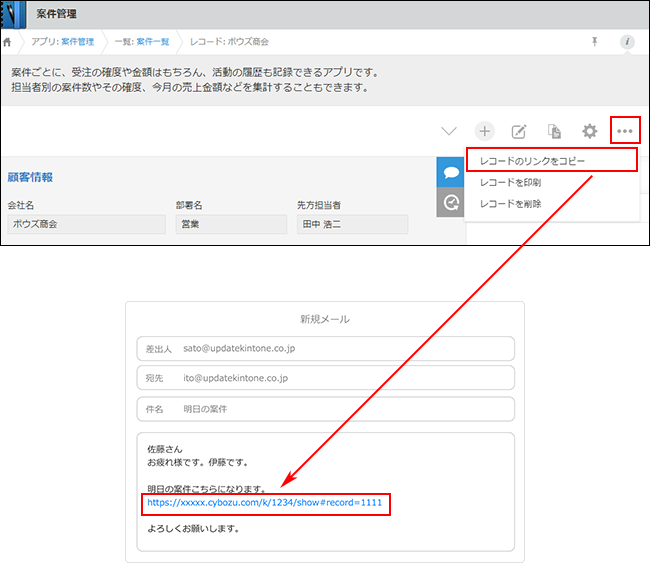 案件管理
アプリ: 案件管理 一覧: 案件一覧 レコード: ボウズ商会
案件ごとに、受注の確度や金額はもちろん、活動の履歴も記録できるアプリです。
担当者別の案件数やその確度、今月の売上金額などを集計することもできます。
レコードのリンクをコピー
レコードを印刷
レコードを削除
顧客情報
会社名 部署名 先方担当者
ボウズ商会 営業 田中 浩二
新規メール
差出人 sato@updatekintone.co.jp
宛先 ito@updatekintone.co.jp
件名 明日の案件
佐藤さん
お疲れ様です。伊藤です。
明日の案件こちらになります。
https://xxxxx.cybozu.com/k/1234/show#record=1111
よろしくお願いします。